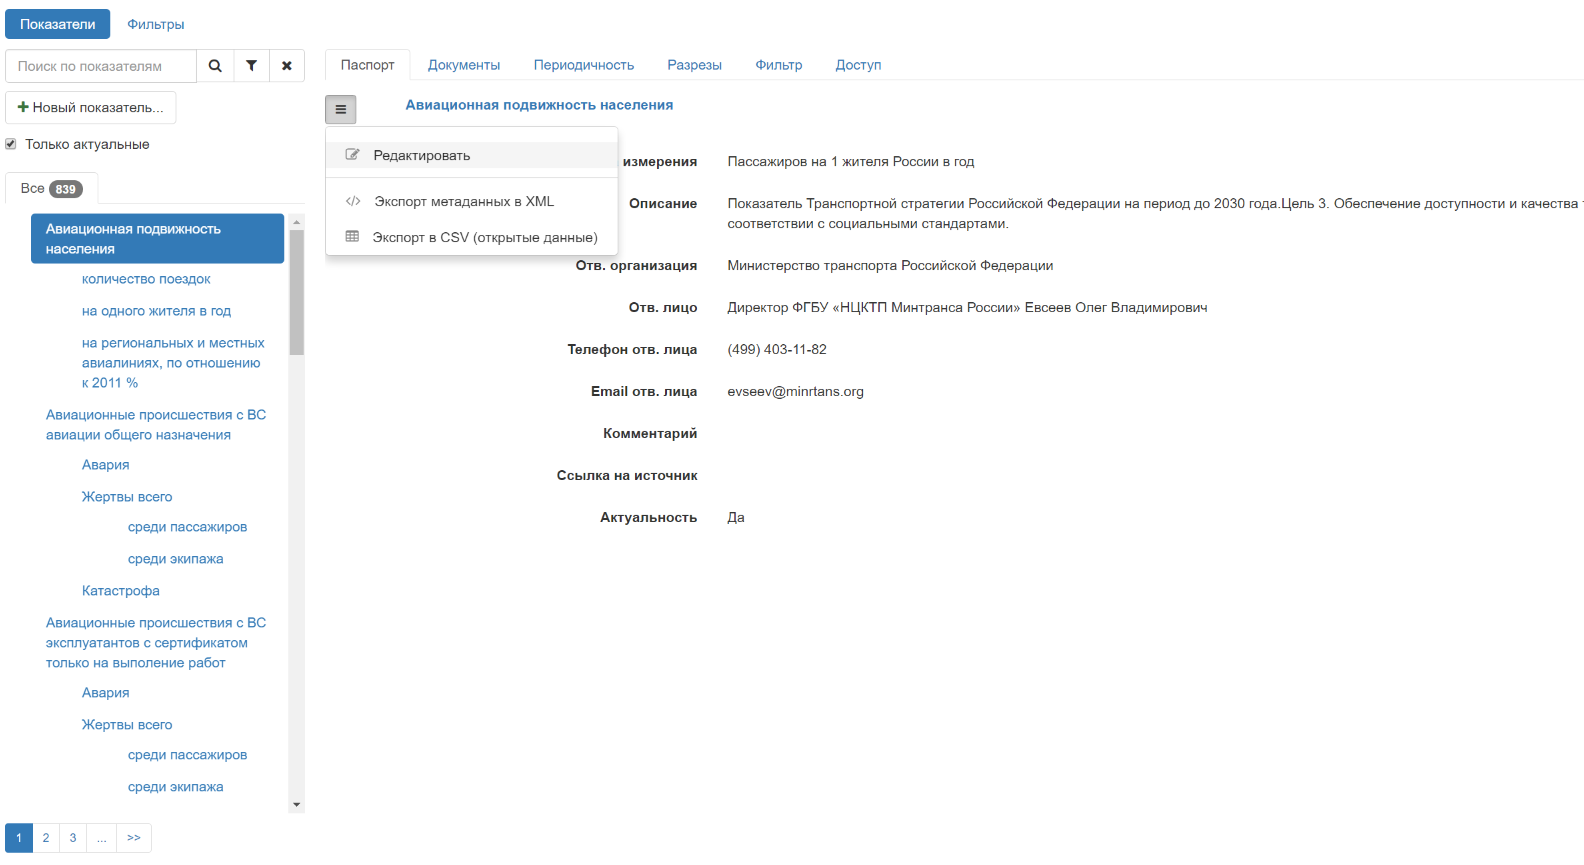 Показатели
Фильтры
Поиск по показателям
Новый показатель...
Только актуальные
Все 839
Авиационная подвижность
населения
количество поездок
на одного жителя в год
на региональных и местных
авиалиниях, по отношению
к 2011 %
Авиационные происшествия с ВС
авиации общего назначения
Авария
Жертвы всего
среди пассажиров
среди экипажа
Катастрофа
Авиационные происшествия с ВС
эксплуатантов с сертификатом
только на выполение работ
Авария
Жертвы всего
среди пассажиров
среди экипажа
1 2 3 ... >>
Паспорт Документы Периодичность Разрезы Фильтр Доступ
Авиационная подвижность населения
Редактировать
Экспорт метаданных в XML
Экспорт в CSV (открытые данные)
измерения Пассажиров на 1 жителя России в год
Описание Показатель Транспортной стратегии Российской Федерации на период до 2030 года.Цель 3. Обеспечение доступности и качества
соответствии с социальными стандартами.
Отв. организация Министерство транспорта Российской Федерации
Отв. лицо Директор ФГБУ «НЦКТП Минтранса России» Евсеев Олег Владимирович
Телефон отв. лица (499) 403-11-82
Email отв. лица evseev@minrtans.org
Комментарий
Ссылка на источник
Актуальность Да